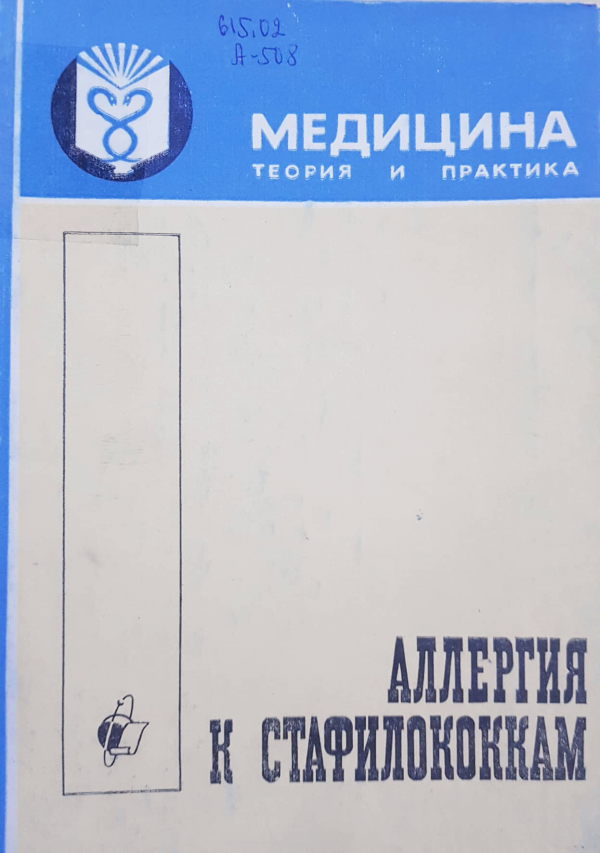 615.02
А-508
МЕДИЦИНА
ТЕОРИЯ И ПРАКТИКА
АЛЛЕРГИЯ
К СТАФИЛОКОККАМ